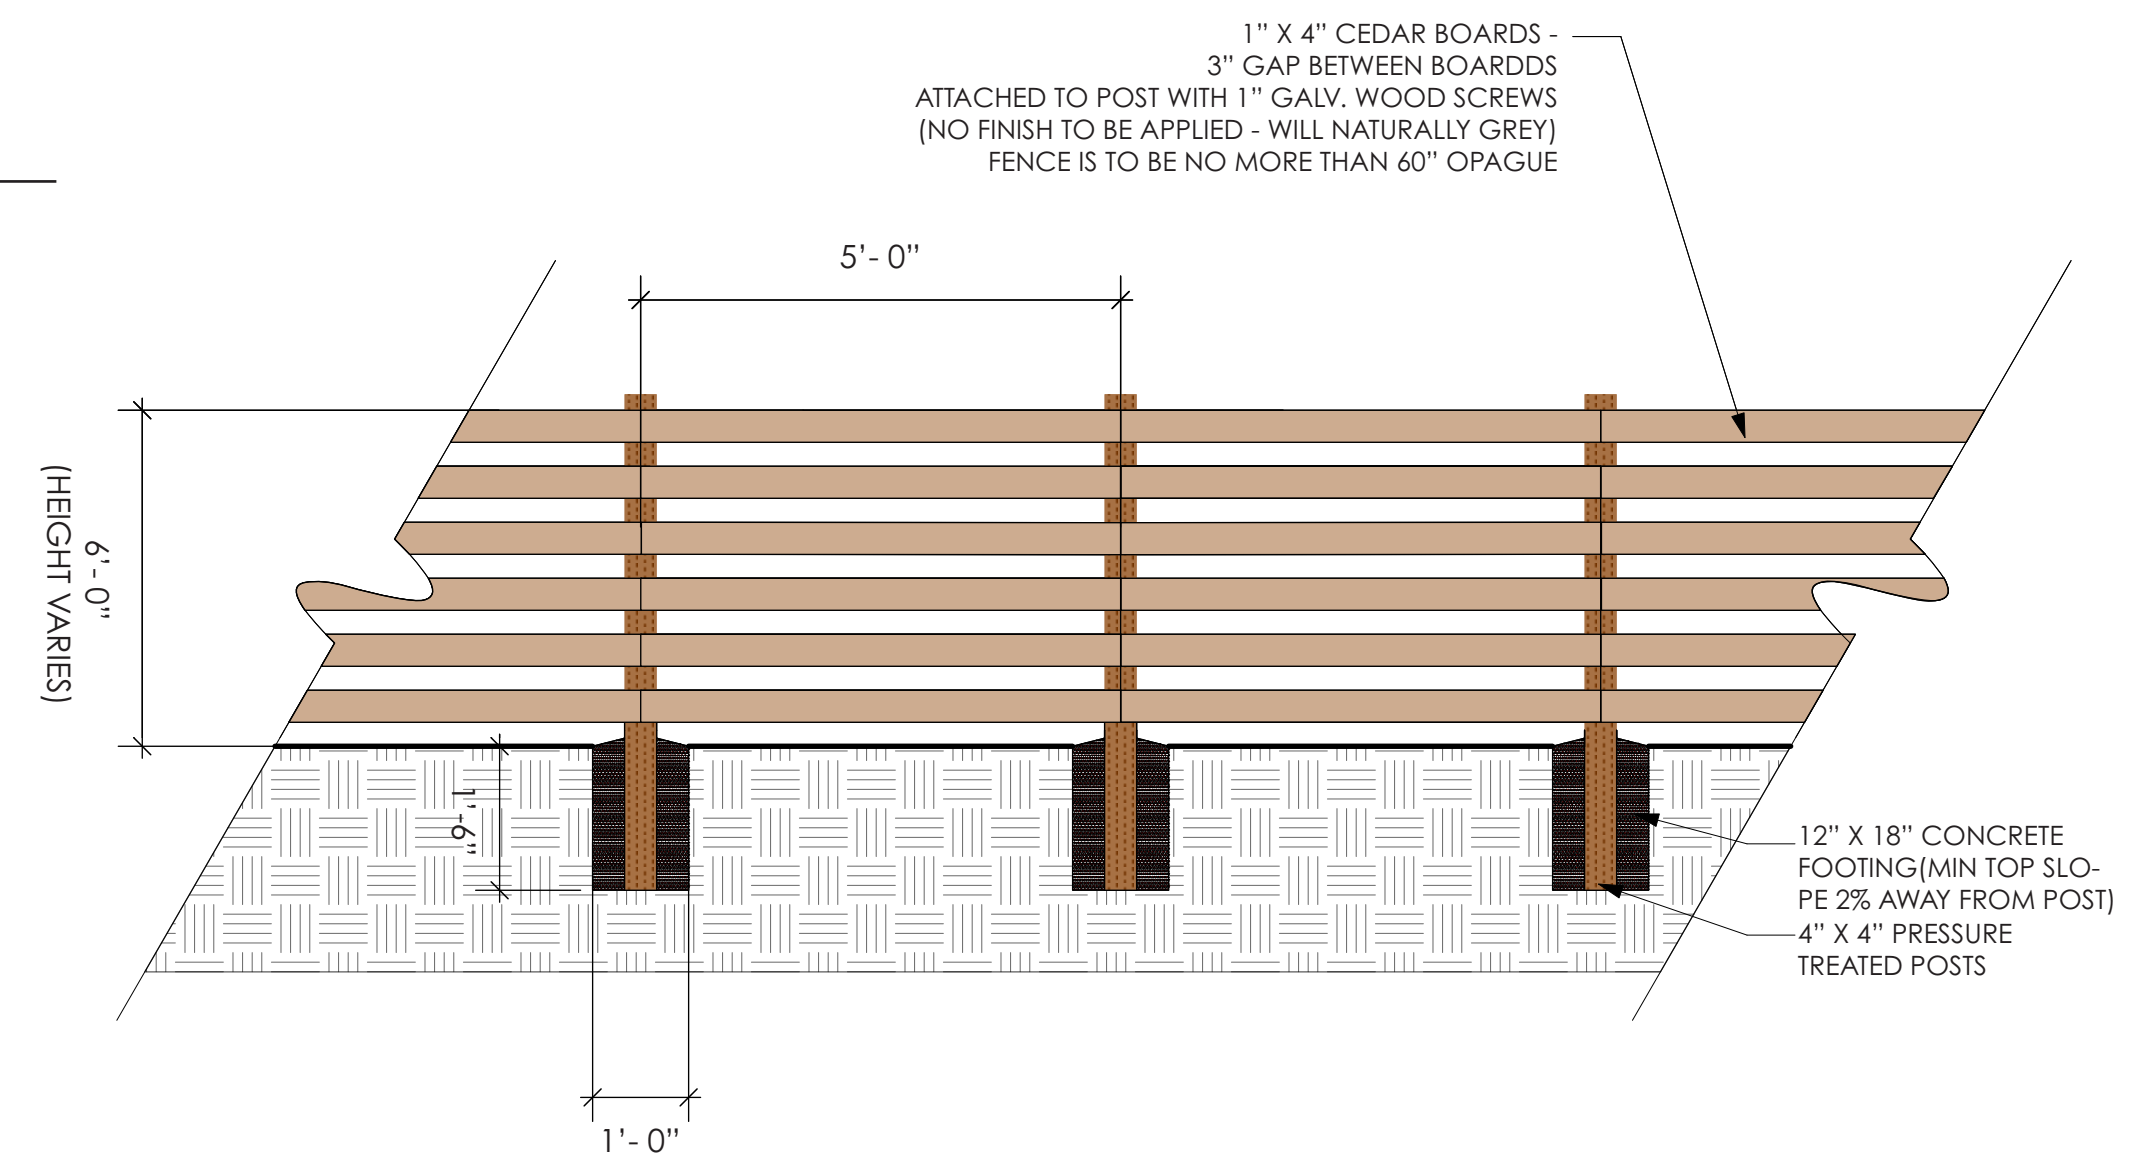 1” X 4” CEDAR BOARDS -
3” GAP BETWEEN BOARDDS
ATTACHED TO POST WITH 1” GALV. WOOD SCREWS
(NO FINISH TO BE APPLIED - WILL NATURALLY GREY)
FENCE IS TO BE NO MORE THAN 60” OPAGUE
5’- 0”
6’- 0”
(HEIGHT VARIES)
1’-6”
12” X 18” CONCRETE
FOOTING(MIN TOP SLO-
PE 2% AWAY FROM POST)
4” X 4” PRESSURE
TREATED POSTS
1’- 0”